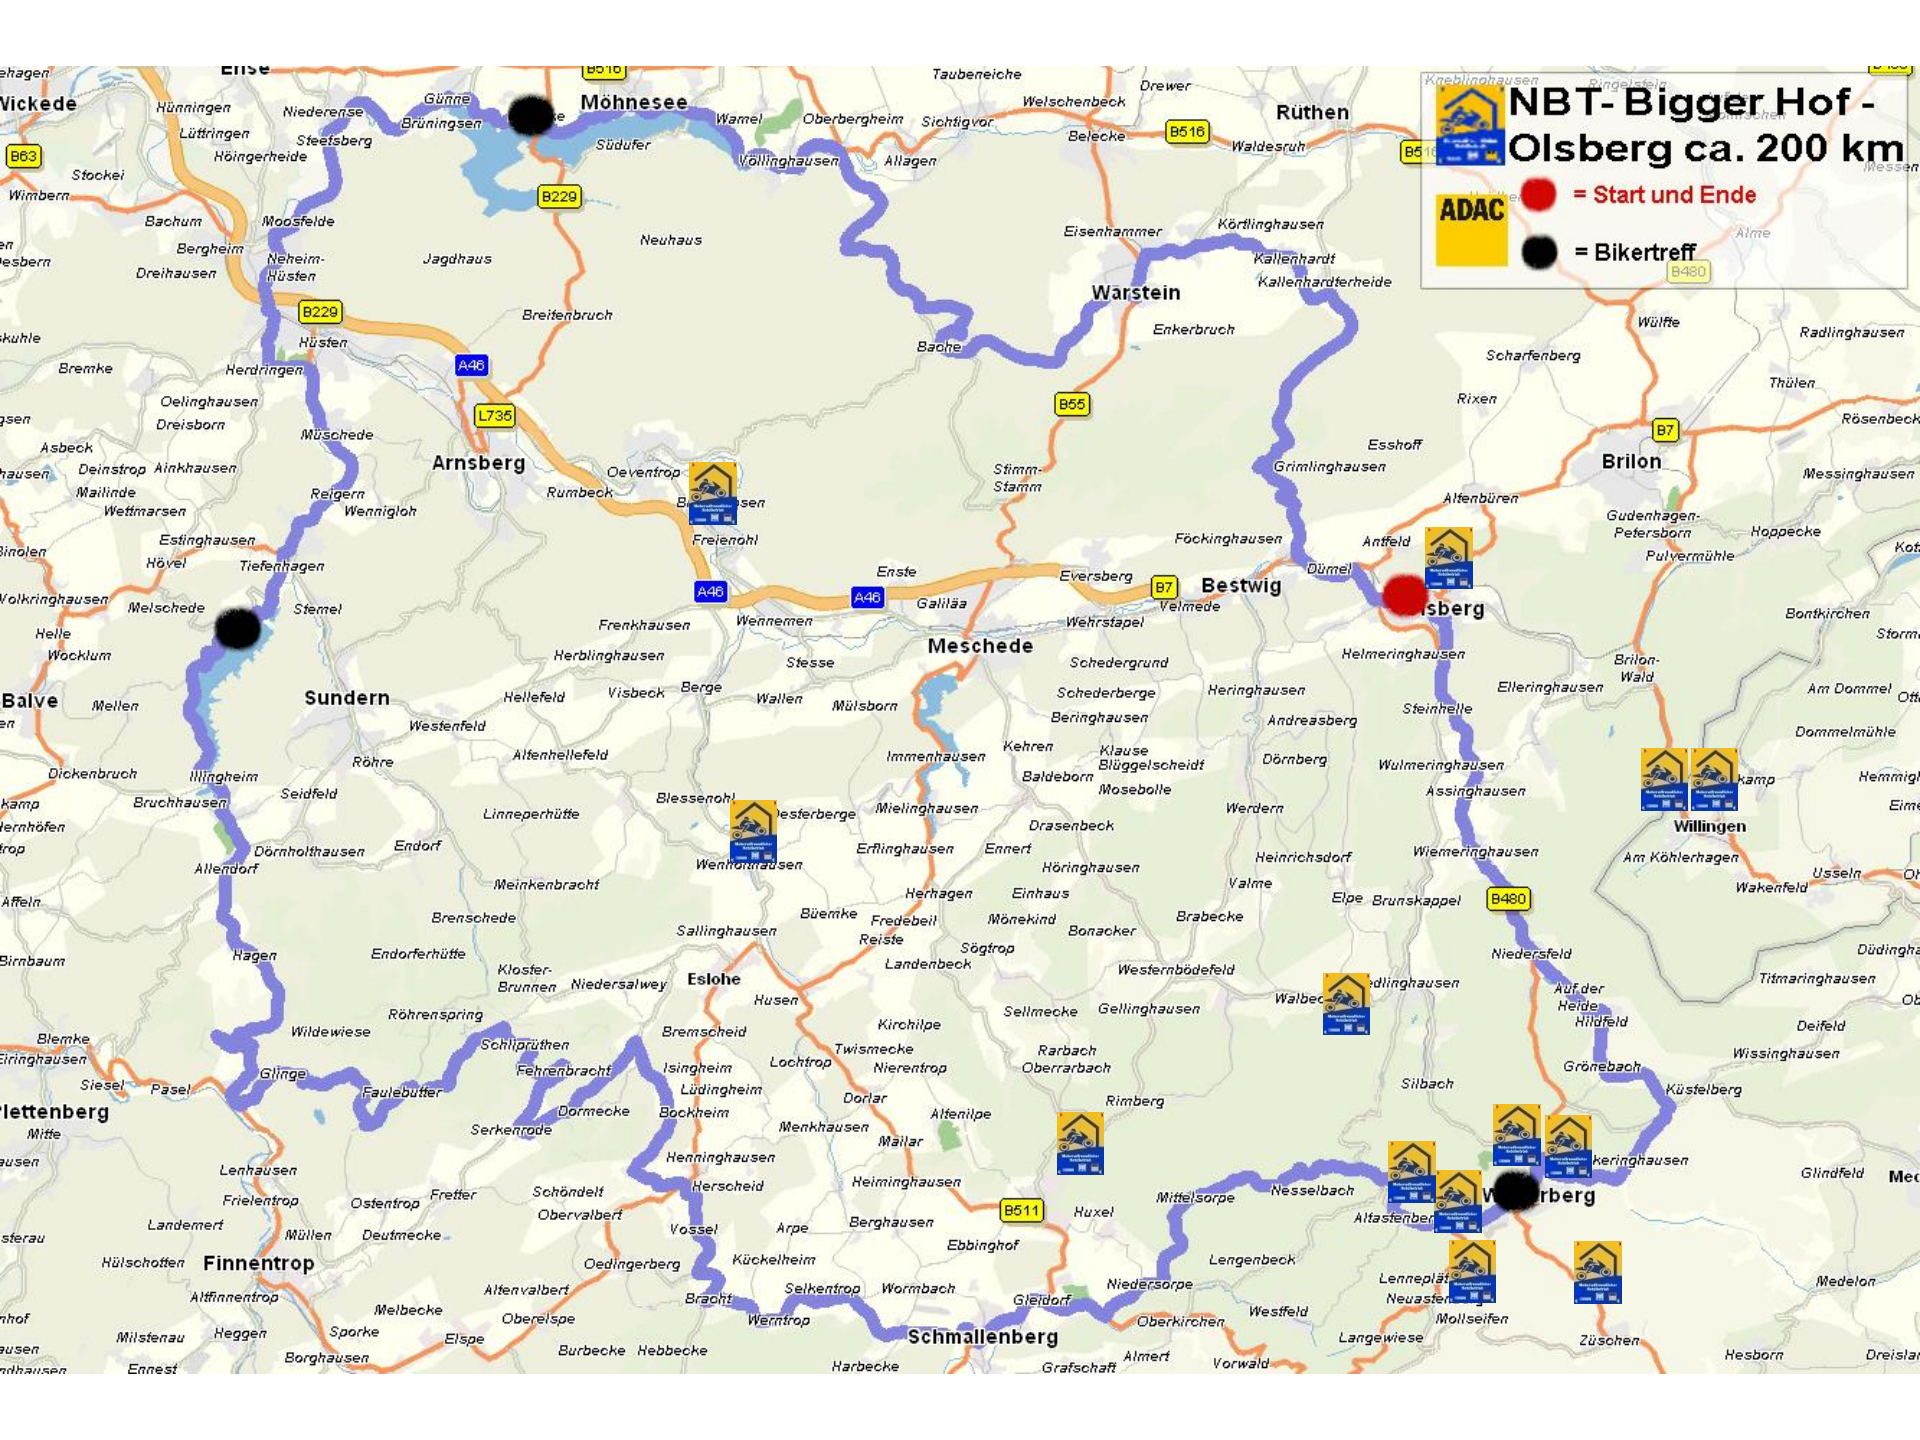 NBT- Bigger Hof -
Olsberg ca. 200 km
ADAC
= Start und Ende
= Bikertreff
Ense
B516
Möhnesee
Taubeneiche
Drewer
Welschenbeck
Rüthen
Kneblinghausen
Ringelstein
Wickede
Hünningen
Niederense
Günne
Brüningsen
Wamel
Oberbergheim
Sichtigvor
Belecke
B516
Waldesruh
Lüttringen
Höingerheide
Steetsberg
Südufer
Völlinghausen
Allagen
B63
Stockei
Wimbern
B229
Bachum
Moosfelde
Bergheim
Neuhaus
Eisenhammer
Körtlinghausen
Alme
Dreihausen
Neheim-
Hüsten
Jagdhaus
Kallenhardt
Kallenhardterheide
B480
Warstein
B229
Breitenbruch
Enkerbruch
Wülfte
Radlinghausen
Hüsten
Bache
Scharfenberg
A46
Bremke
Herdringen
Thülen
Oelinghausen
L735
B55
Rixen
Rösenbeck
Dreisborn
Müschede
B7
Asbeck
Esshoff
Brilon
Deinstrop
Ainkhausen
Arnsberg
Oeventrop
Stimm-
Stamm
Grimlinghausen
Messinghausen
Mailinde
Reigern
Rumbeck
Altenbüren
Wettmarsen
Wennigloh
Gudenhagen-
Petersborn
Hoppecke
Estinghausen
Freienohl
Föckinghausen
Antfeld
Pulvermühle
Hövel
Tiefenhagen
Enste
Eversberg
B7
Bestwig
Dümel
A46
A46
Galiläa
Velmede
Melschede
Stemel
Frenkhausen
Wennemen
Wehrstapel
Bontkirchen
Helle
Wocklum
Herblinghausen
Stesse
Meschede
Schedergrund
Helmeringhausen
Brilon-
Wald
Balve
Mellen
Sundern
Hellefeld
Visbeck
Berge
Wallen
Mülsborn
Schederberge
Heringhausen
Elleringhausen
Am Dommel
Westenfeld
Beringhausen
Andreasberg
Steinhelle
Dommelmühle
Altenhellefeld
Immenhausen
Kehren
Klause
Blüggelscheidt
Dörnberg
Wulmeringhausen
Dickenbruch
Illingheim
Röhre
Baldeborn
Mosebolle
Assinghausen
Bruchhausen
Seidfeld
Blessenohl
Linneperhütte
Mielinghausen
Werdern
Willingen
Drasenbeck
Dörnholthausen
Endorf
Erflinghausen
Ennert
Heinrichsdorf
Wiemeringhausen
Am Köhlerhagen
Allendorf
Wenholthausen
Höringhausen
Usseln
Meinkenbracht
Herhagen
Einhaus
Valme
Elpe
Brunskappel
B480
Wakenfeld
Affeln
Brenschede
Büemke
Fredebeil
Mönekind
Brabecke
Sallinghausen
Reiste
Bonacker
Birnbaum
Hagen
Endorferhütte
Sögtrop
Niedersfeld
Landenbeck
Westernbödefeld
Kloster-
Brunnen
Niedersalwey
Eslohe
Titmaringhausen
Husen
Auf der
Heide
Röhrenspring
Sellmecke
Gellinghausen
Hildfeld
Wildewiese
Bremscheid
Kirchilpe
Deifeld
Blemke
Schliprüthen
Twismecke
Rarbach
Wissinghausen
Siesel
Pasel
Glinge
Fehrenbracht
Isingheim
Lochtrop
Nierentrop
Oberrarbach
Grönebach
Faulebutter
Lüdingheim
Silbach
Küstelberg
Dormecke
Bockheim
Dorlar
Altenilpe
Rimberg
Mitte
Serkenrode
Menkhausen
Mailar
Lenhausen
Henninghausen
Herscheid
Heiminghausen
Glindfeld
Frielentrop
Ostentrop
Fretter
Schöndelt
Mittelsorpe
Nesselbach
Obervalbert
B511
Huxel
Landemert
Müllen
Deutmecke
Vossel
Arpe
Berghausen
Hülschotten
Finnentrop
Oedingerberg
Kückelheim
Ebbinghof
Lengenbeck
Altfinnentrop
Altenvalbert
Selkentrop
Wormbach
Niedersorpe
Medelon
Melbecke
Bracht
Gleidorf
Westfeld
Mollseifen
Oberelspe
Werntrop
Oberkirchen
Milstenau
Heggen
Sporke
Elspe
Schmallenberg
Langewiese
Züschen
Borghausen
Burbecke
Hebbecke
Almert
Hesborn
Ennest
Harbecke
Grafschaft
Vorwald